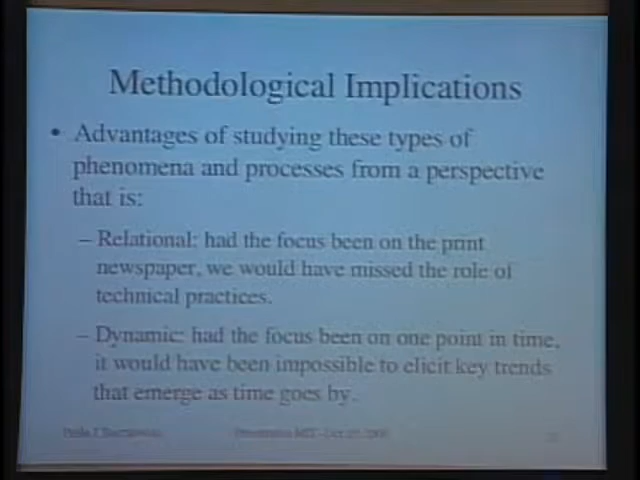 Methodological Implications
• Advantages of studying these types of
phenomena and processes from a perspective
that is:
– Relational: had the focus been on the print
newspaper, we would have missed the role of
technical practices.
– Dynamic: had the focus been on one point in time,
it would have been impossible to elicit key trends
that emerge as time goes by.